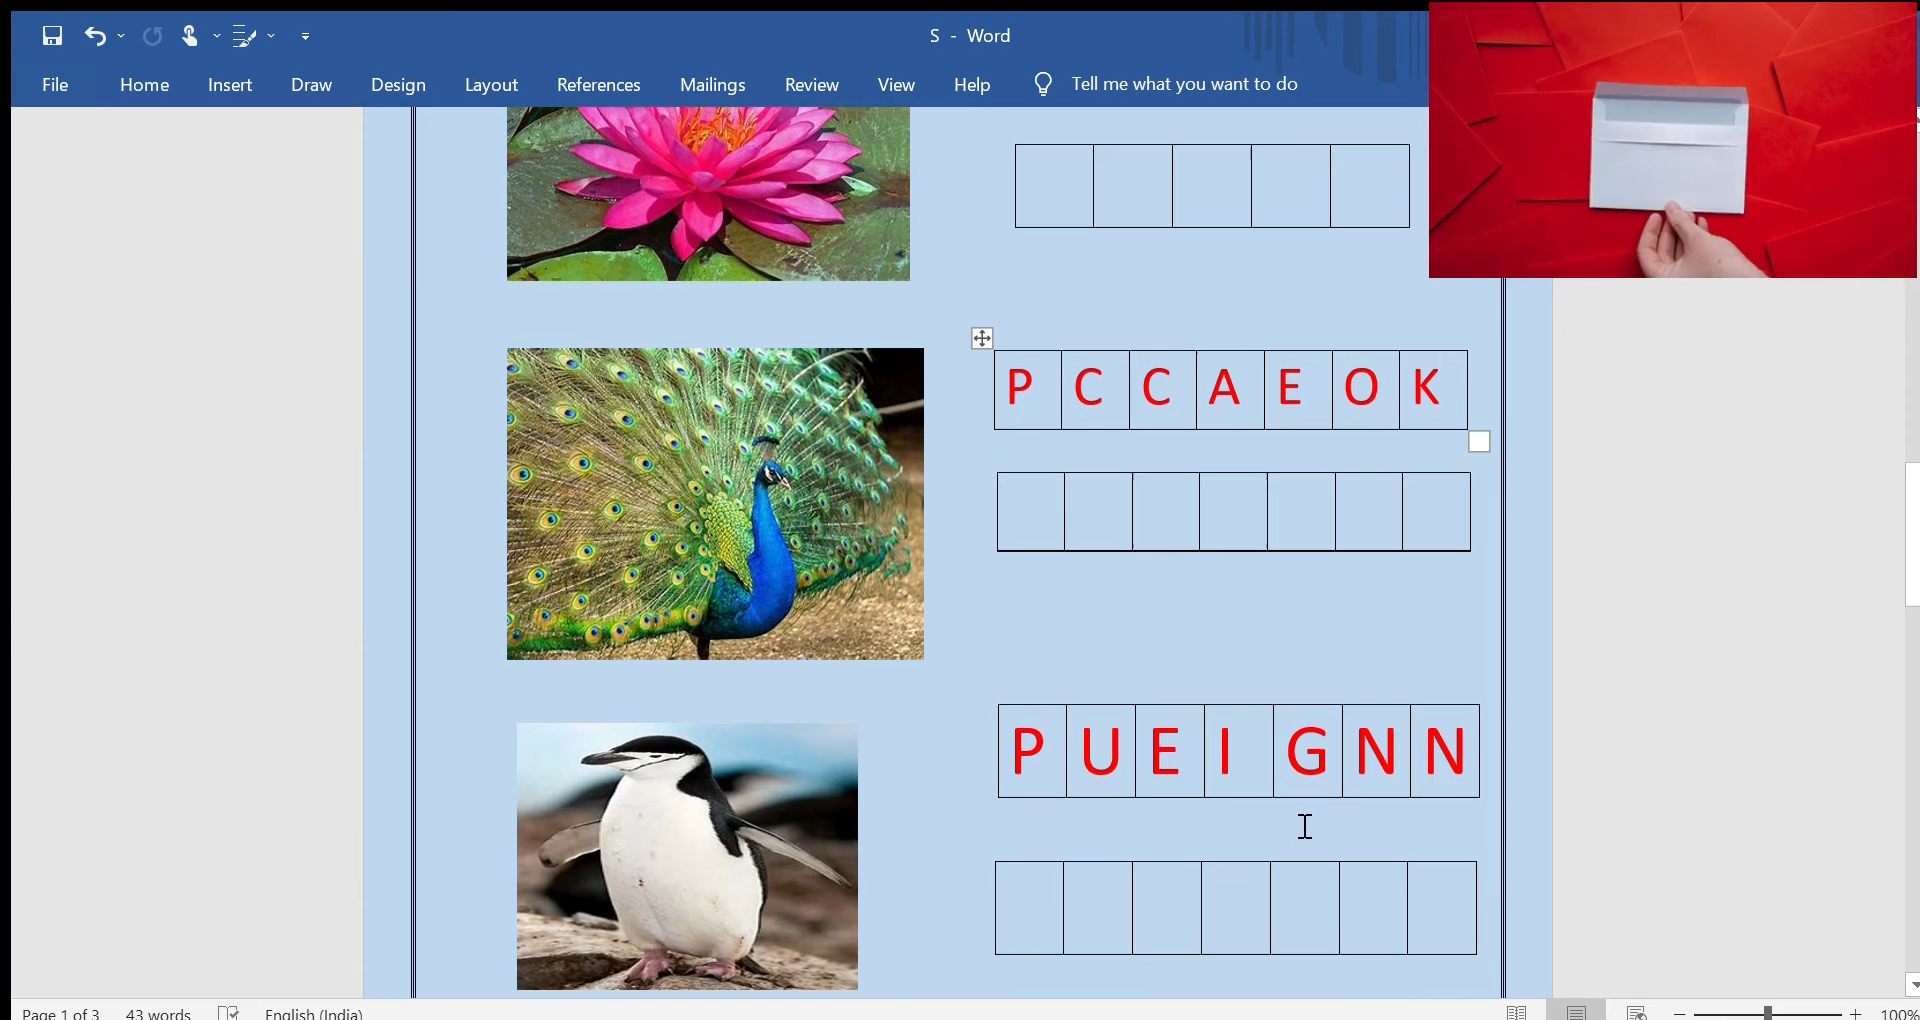 S - Word
File Home Insert Draw Design Layout References Mailings Review View Help Tell me what you want to do
P C C A E O K
P U E I G N N
Page 1 of 3 43 words English (India) 100%